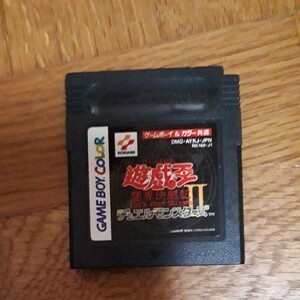 ゲームボーイ&カラー共通
DMG-AYKJ-JPN
KONAMI
遊戯王
II
デュエルモンスターズ
GAME BOY COLOR